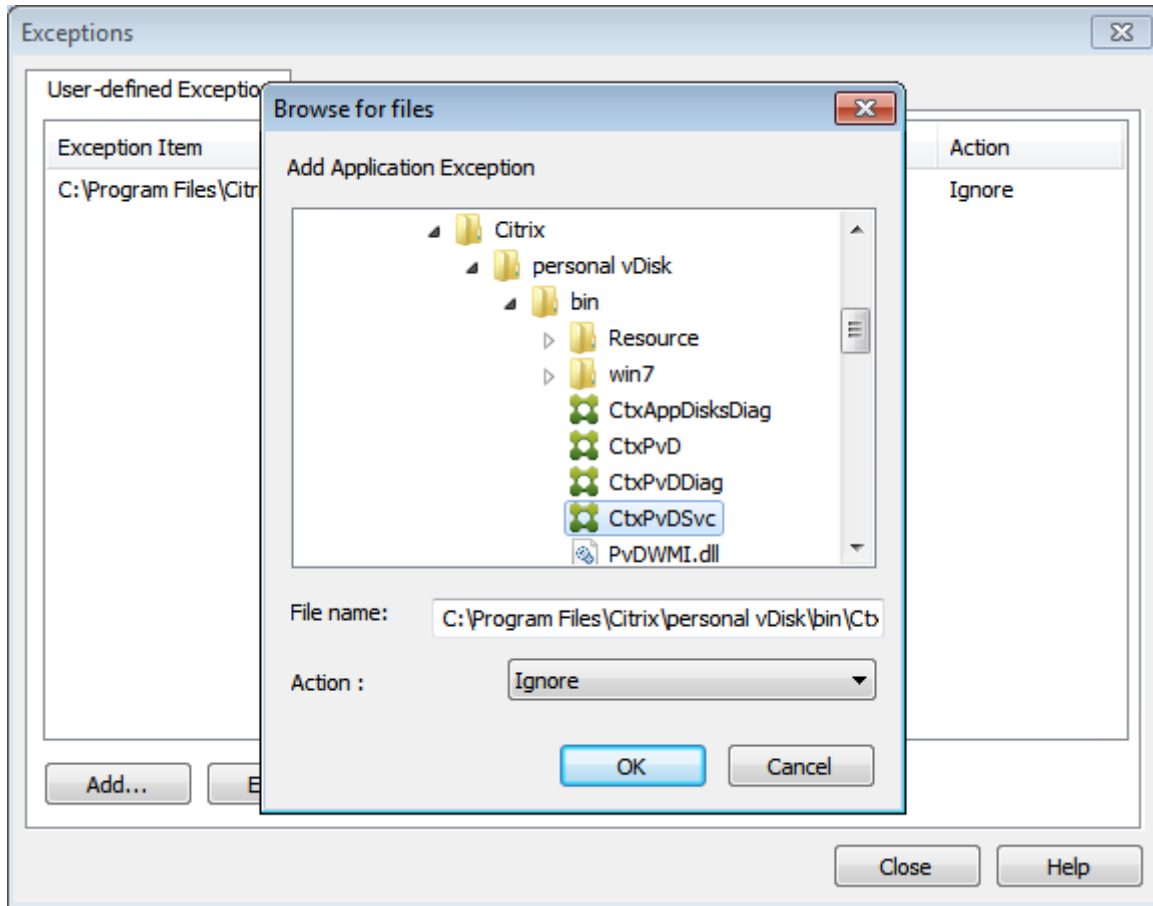 Exceptions
User-defined Exceptio
Browse for files
Exception Item
Action
Add Application Exception
C:\Program Files\Citr
Ignore
Citrix
personal vDisk
bin
Resource
win7
CtxAppDisksDiag
CtxPvD
CtxPvDDiag
CtxPvDSvc
PvDWMI.dll
File name:
C:\Program Files\Citrix\personal vDisk\bin\Ctx
Action :
Ignore
OK
Cancel
Add...
E
Close
Help